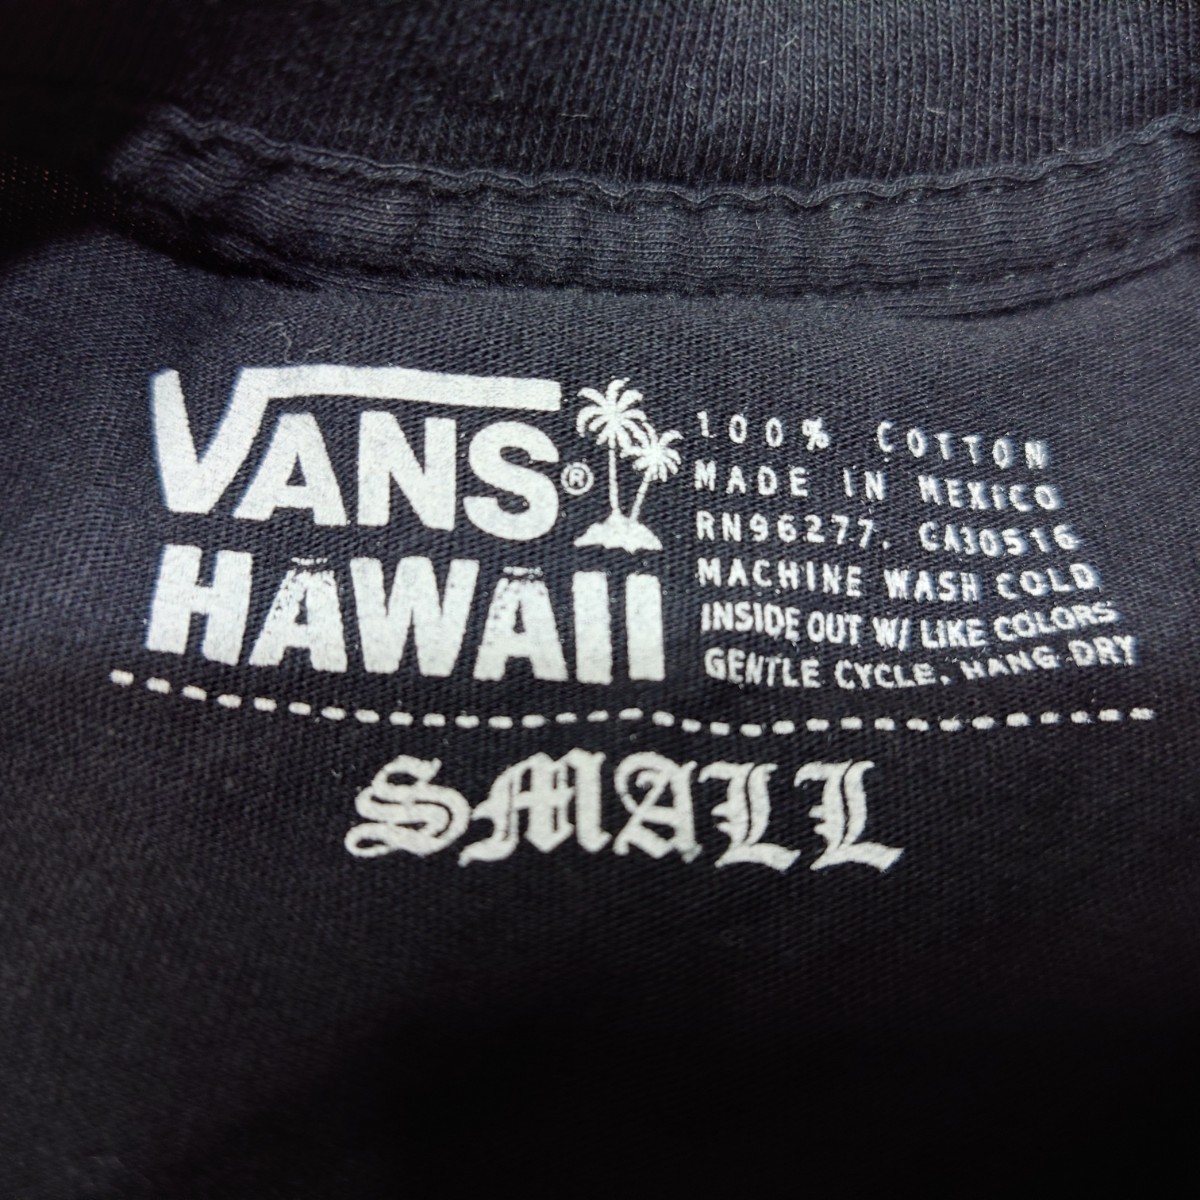 VANS®
HAWAII
100% COTTON
MADE IN MEXICO
RN96277. CA30516
MACHINE WASH COLD
INSIDE OUT W/ LIKE COLORS
GENTLE CYCLE. HANG DRY
SMALL